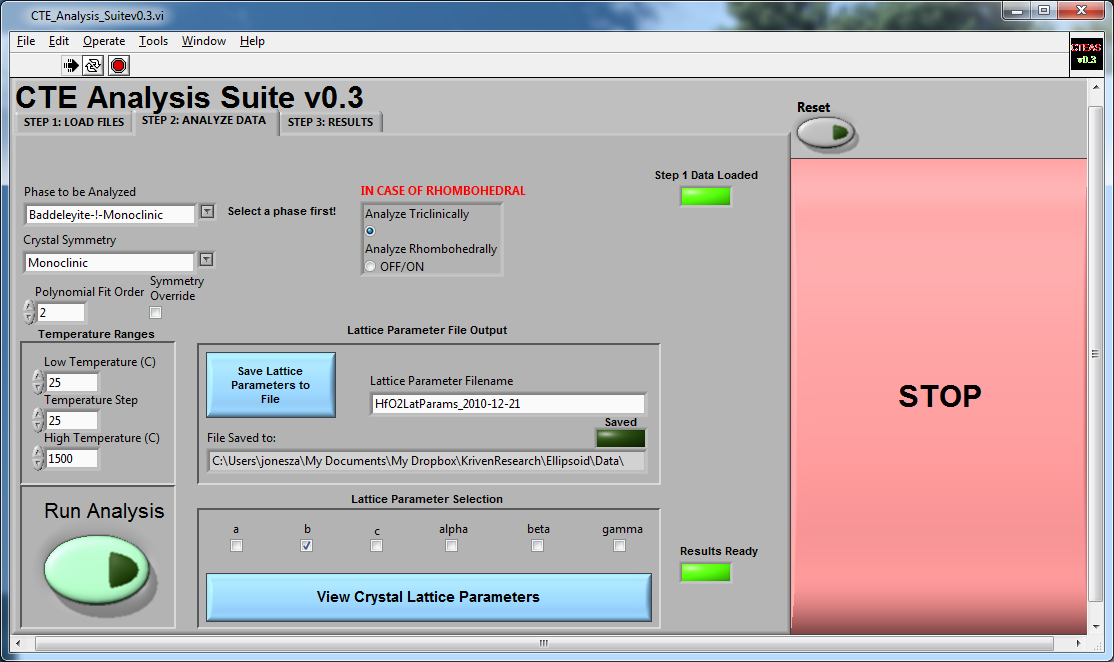 CTE_Analysis_Suitev0.3.vi
File Edit Operate Tools Window Help
CTEAS
v0.3
CTE Analysis Suite v0.3
STEP 1: LOAD FILES STEP 2: ANALYZE DATA STEP 3: RESULTS
Reset
Step 1 Data Loaded
Phase to be Analyzed
Baddeleyite-!-Monoclinic
Select a phase first!
IN CASE OF RHOMBOHEDRAL
Analyze Triclinically
Analyze Rhombohedrally
OFF/ON
Crystal Symmetry
Monoclinic
Symmetry
Override
Polynomial Fit Order
2
Temperature Ranges
Low Temperature (C)
25
Temperature Step
25
High Temperature (C)
1500
Lattice Parameter File Output
Save Lattice
Parameters to
File
Lattice Parameter Filename
HfO2LatParams_2010-12-21
Saved
File Saved to:
C:\Users\jonesza\My Documents\My Dropbox\KrivenResearch\Ellipsoid\Data\
STOP
Run Analysis
Lattice Parameter Selection
a b c alpha beta gamma
View Crystal Lattice Parameters
Results Ready